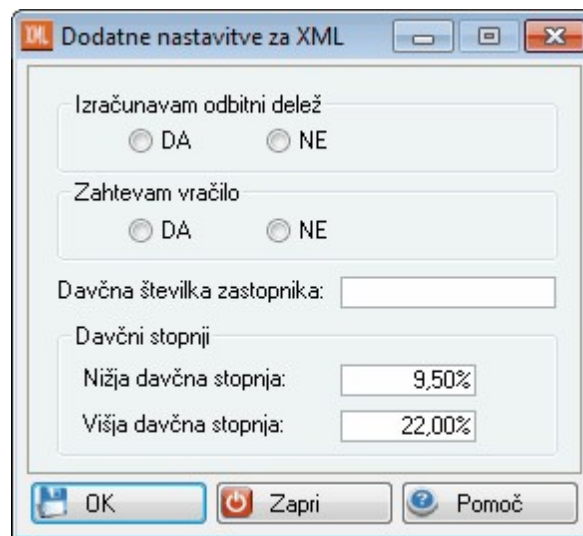 XML Dodatne nastavitve za XML
Izračunavam odbitni delež
DA NE
Zahtevam vračilo
DA NE
Davčna številka zastopnika:
Davčni stopnji
Nižja davčna stopnja: 9,50%
Višja davčna stopnja: 22,00%
OK Zapri Pomoč